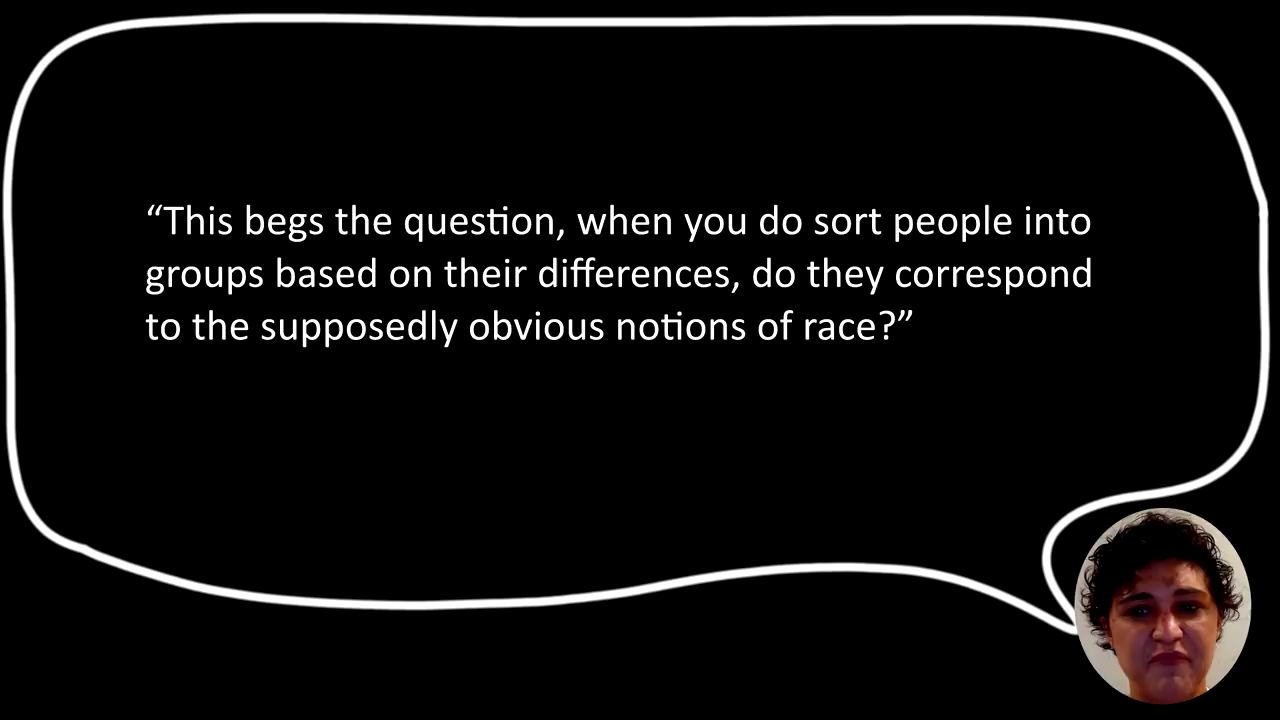 “This begs the question, when you do sort people into
groups based on their differences, do they correspond
to the supposedly obvious notions of race?”